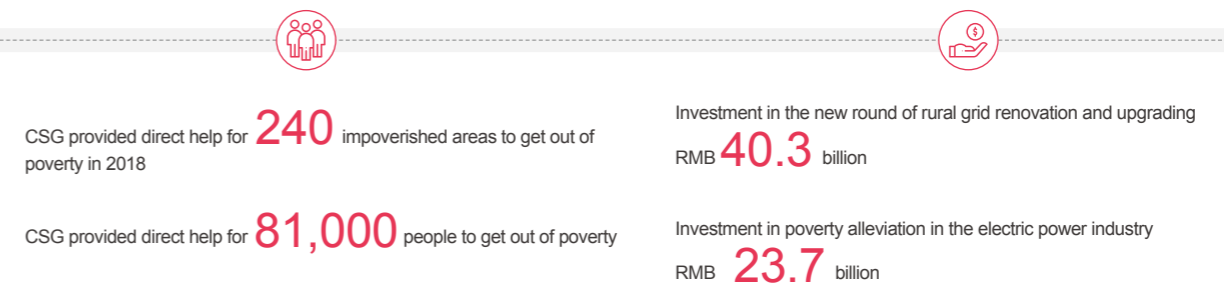 CSG provided direct help for 240 impoverished areas to get out of
poverty in 2018
CSG provided direct help for 81,000 people to get out of poverty
Investment in the new round of rural grid renovation and upgrading
RMB 40.3 billion
Investment in poverty alleviation in the electric power industry
RMB 23.7 billion